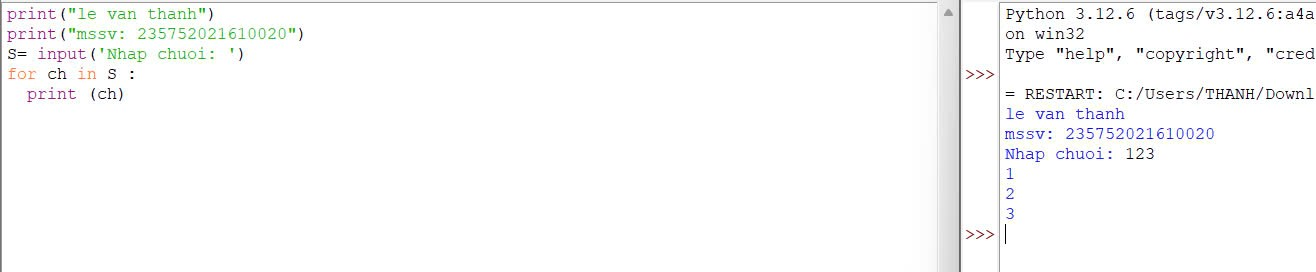 print("le van thanh")
print("mssv: 235752021610020")
S= input('Nhap chuoi: ')
for ch in S :
  print (ch)
Python 3.12.6 (tags/v3.12.6:a4a
on win32
Type "help", "copyright", "cred
>>>
= RESTART: C:/Users/THANH/Downl
le van thanh
mssv: 235752021610020
Nhap chuoi: 123
1
2
3
>>>